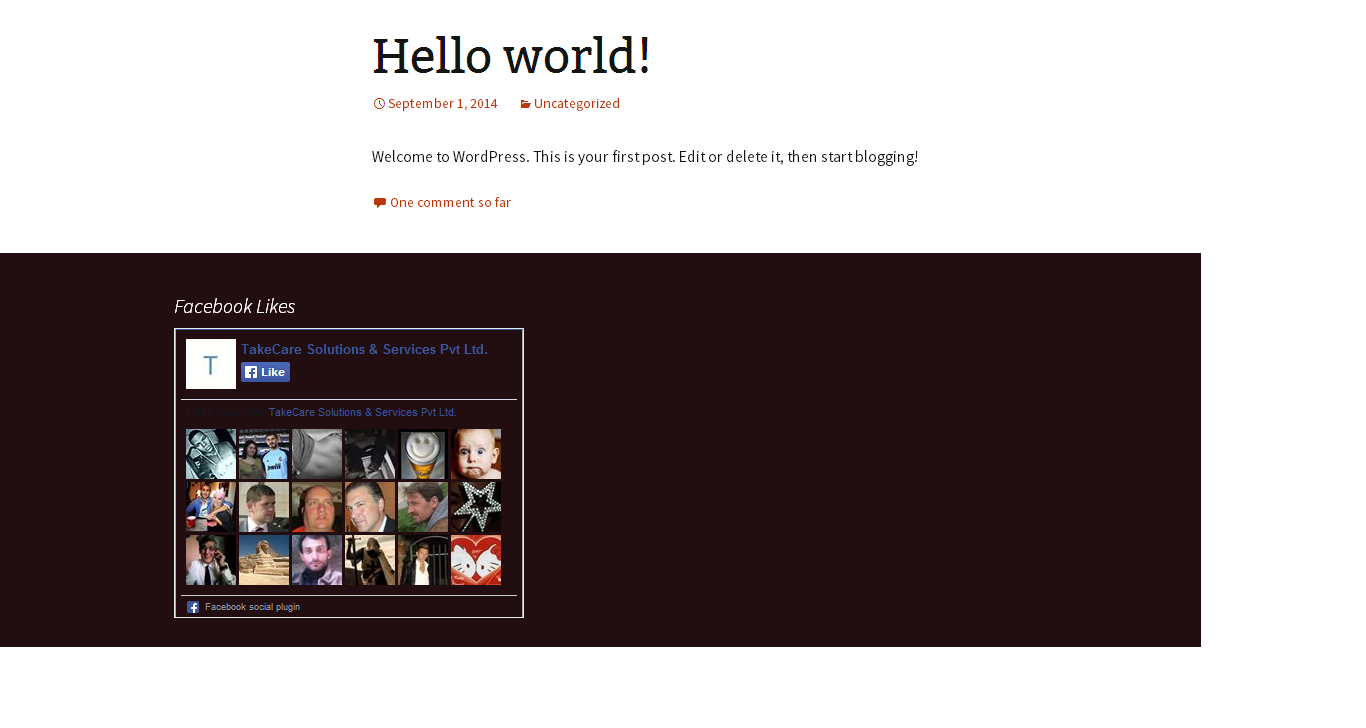 Hello world!
September 1, 2014 Uncategorized
Welcome to WordPress. This is your first post. Edit or delete it, then start blogging!
One comment so far
Facebook Likes
T
TakeCare Solutions & Services Pvt Ltd.
Like
TakeCare Solutions & Services Pvt Ltd.
Facebook social plugin